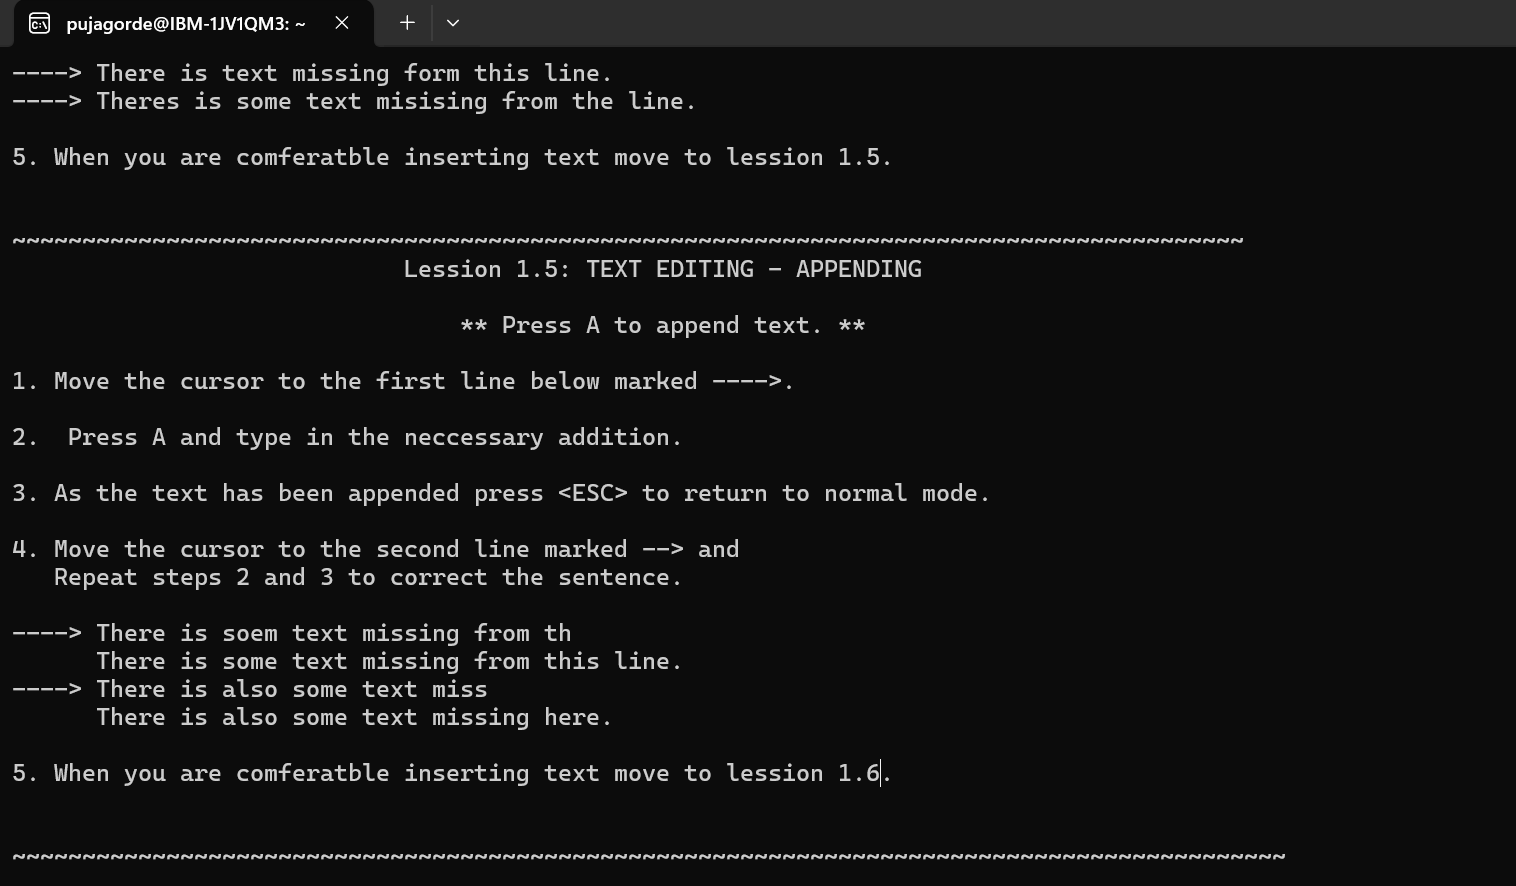 pujagorde@IBM-1JV1QM3: ~
----> There is text missing form this line.
----> Theres is some text misising from the line.
5. When you are comferatble inserting text move to lession 1.5.
~~~~~~~~~~~~~~~~~~~~~~~~~~~~~~~~~~~~~~~~~~~~~~~~~~~~~~~~~~~~~~~~~~~~~~~~~~~~~~~~~~~~~~~~
Lession 1.5: TEXT EDITING - APPENDING
** Press A to append text. **
1. Move the cursor to the first line below marked ---->.
2.  Press A and type in the neccessary addition.
3. As the text has been appended press <ESC> to return to normal mode.
4. Move the cursor to the second line marked --> and
Repeat steps 2 and 3 to correct the sentence.
----> There is soem text missing from th
There is some text missing from this line.
----> There is also some text miss
There is also some text missing here.
5. When you are comferatble inserting text move to lession 1.6.
~~~~~~~~~~~~~~~~~~~~~~~~~~~~~~~~~~~~~~~~~~~~~~~~~~~~~~~~~~~~~~~~~~~~~~~~~~~~~~~~~~~~~~~~~~~